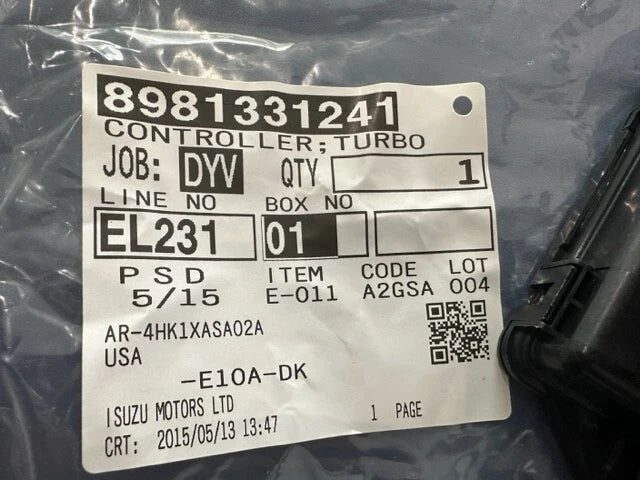 8981331241
CONTROLLER;TURBO
JOB: DYV QTY 1
LINE NO BOX NO
EL231 01
PSD ITEM CODE LOT
5/15 E-011 A2GSA 004
AR-4HK1XASA02A
USA
-E10A-DK
ISUZU MOTORS LTD 1 PAGE
CRT: 2015/05/13 13:47